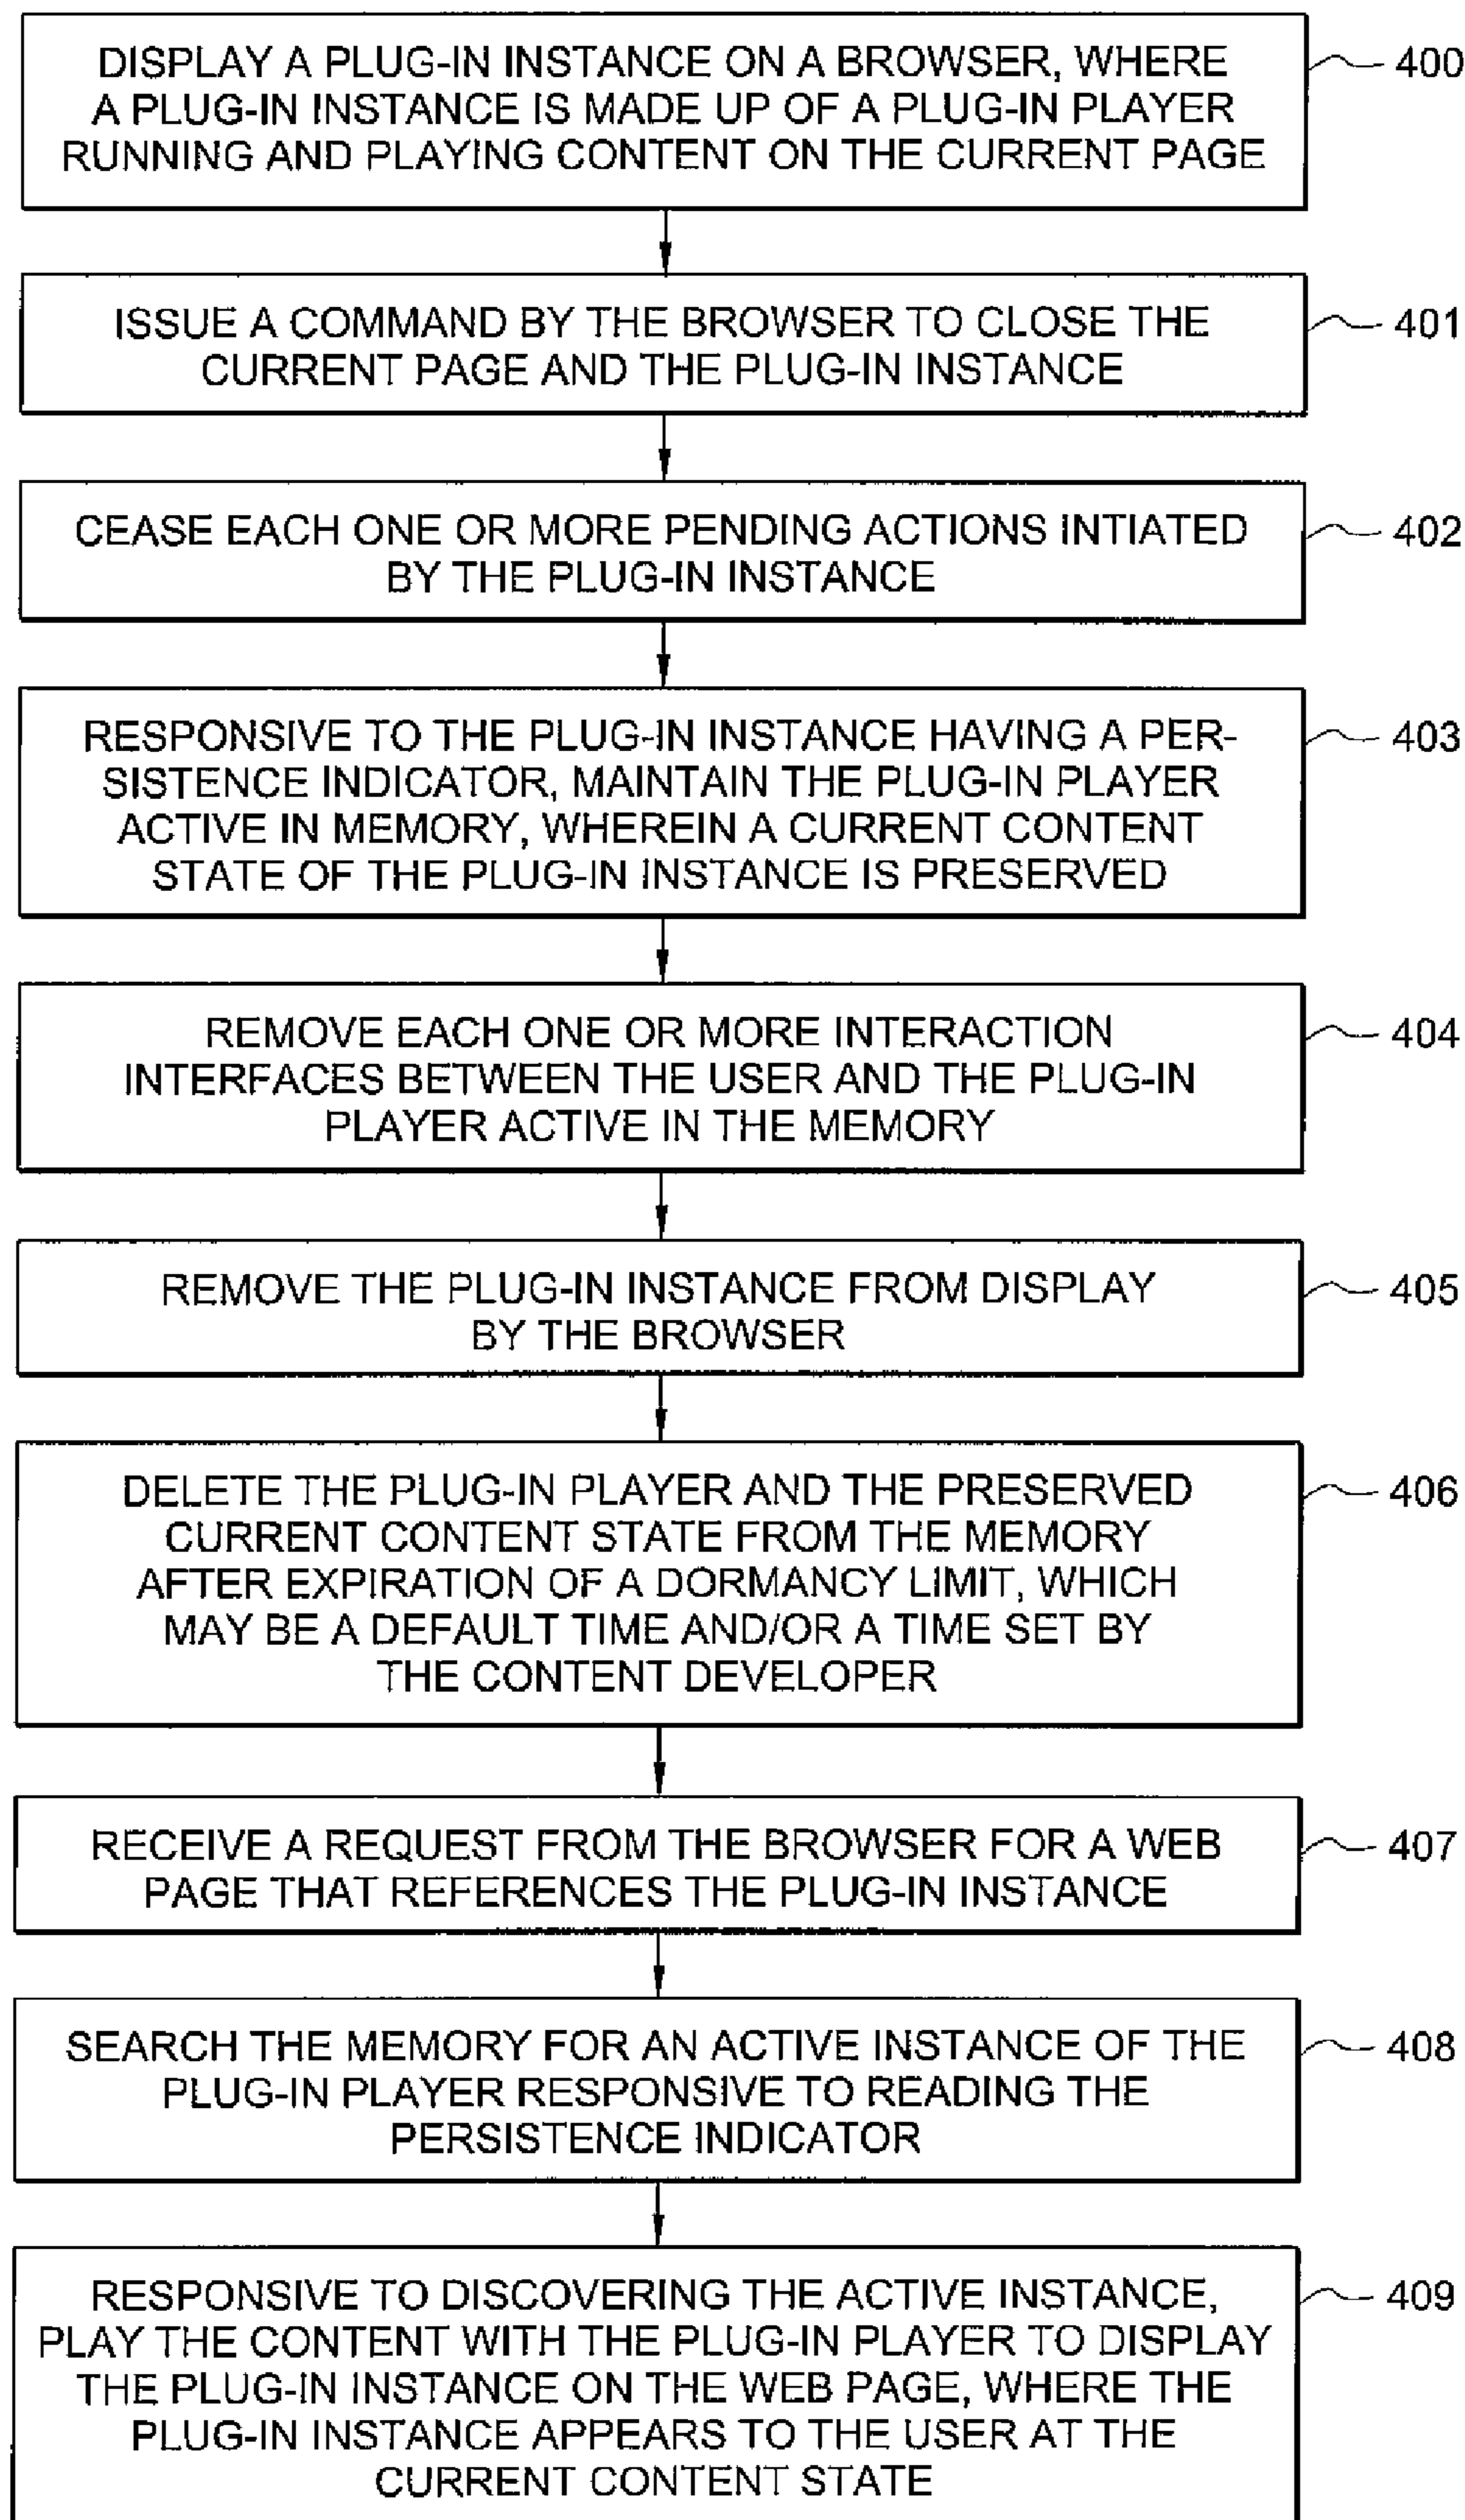 DISPLAY A PLUG-IN INSTANCE ON A BROWSER, WHERE
A PLUG-IN INSTANCE IS MADE UP OF A PLUG-IN PLAYER
RUNNING AND PLAYING CONTENT ON THE CURRENT PAGE
400
ISSUE A COMMAND BY THE BROWSER TO CLOSE THE
CURRENT PAGE AND THE PLUG-IN INSTANCE
401
CEASE EACH ONE OR MORE PENDING ACTIONS INTIATED
BY THE PLUG-IN INSTANCE
402
RESPONSIVE TO THE PLUG-IN INSTANCE HAVING A PER-
SISTENCE INDICATOR, MAINTAIN THE PLUG-IN PLAYER
ACTIVE IN MEMORY, WHEREIN A CURRENT CONTENT
STATE OF THE PLUG-IN INSTANCE IS PRESERVED
403
REMOVE EACH ONE OR MORE INTERACTION
INTERFACES BETWEEN THE USER AND THE PLUG-IN
PLAYER ACTIVE IN THE MEMORY
404
REMOVE THE PLUG-IN INSTANCE FROM DISPLAY
BY THE BROWSER
405
DELETE THE PLUG-IN PLAYER AND THE PRESERVED
CURRENT CONTENT STATE FROM THE MEMORY
AFTER EXPIRATION OF A DORMANCY LIMIT, WHICH
MAY BE A DEFAULT TIME AND/OR A TIME SET BY
THE CONTENT DEVELOPER
406
RECEIVE A REQUEST FROM THE BROWSER FOR A WEB
PAGE THAT REFERENCES THE PLUG-IN INSTANCE
407
SEARCH THE MEMORY FOR AN ACTIVE INSTANCE OF THE
PLUG-IN PLAYER RESPONSIVE TO READING THE
PERSISTENCE INDICATOR
408
RESPONSIVE TO DISCOVERING THE ACTIVE INSTANCE,
PLAY THE CONTENT WITH THE PLUG-IN PLAYER TO DISPLAY
THE PLUG-IN INSTANCE ON THE WEB PAGE, WHERE THE
PLUG-IN INSTANCE APPEARS TO THE USER AT THE
CURRENT CONTENT STATE
409